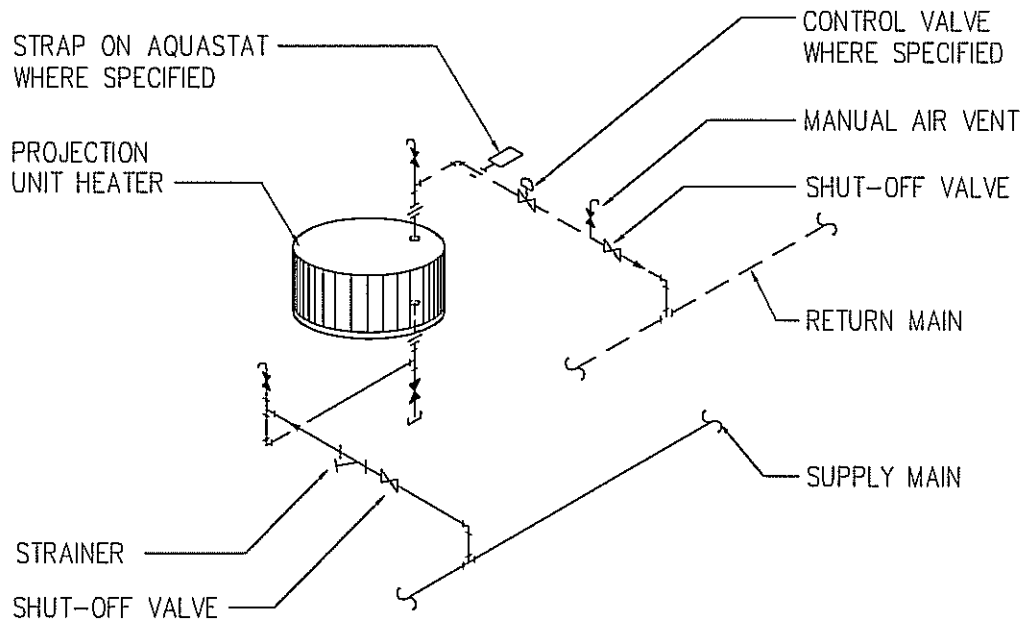 STRAP ON AQUASTAT
WHERE SPECIFIED
CONTROL VALVE
WHERE SPECIFIED
MANUAL AIR VENT
PROJECTION
UNIT HEATER
SHUT-OFF VALVE
RETURN MAIN
SUPPLY MAIN
STRAINER
SHUT-OFF VALVE